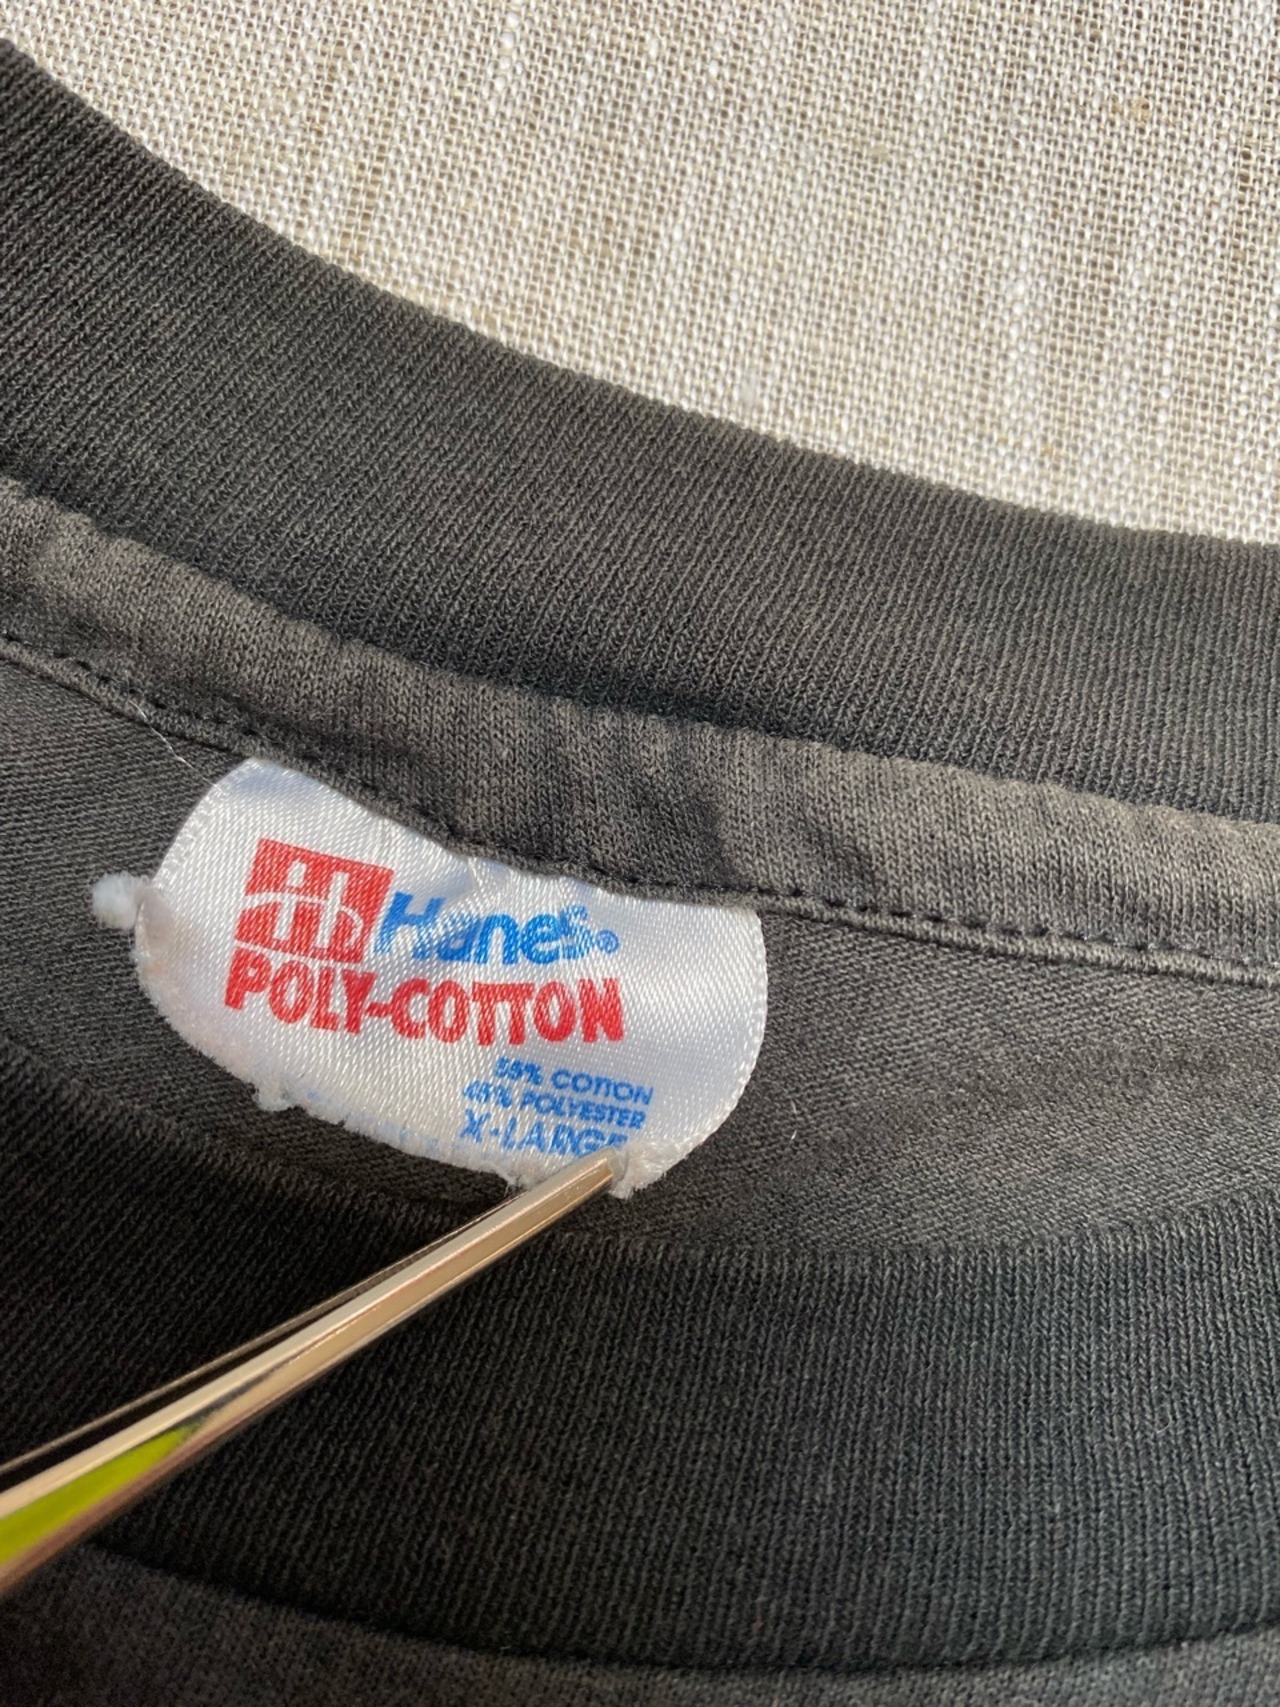 Hanes®
POLY-COTTON
55% COTTON
45% POLYESTER
X-LARGE